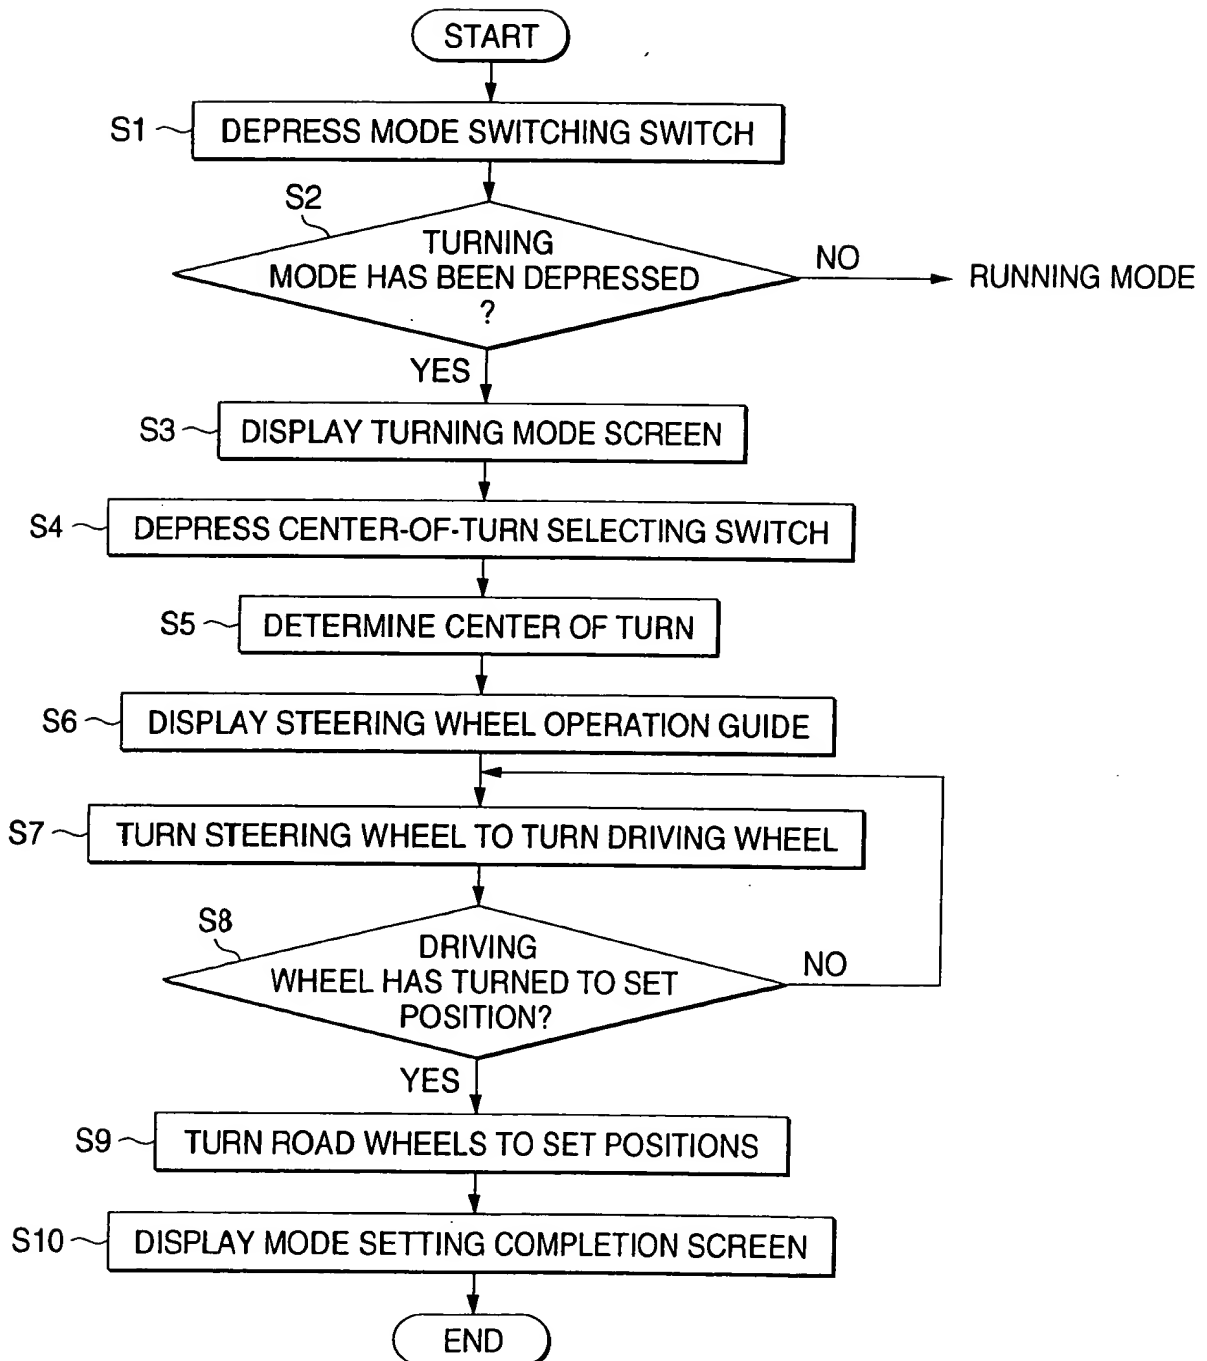 START
S1
DEPRESS MODE SWITCHING SWITCH
S2
TURNING
MODE HAS BEEN DEPRESSED
?
NO
RUNNING MODE
YES
S3
DISPLAY TURNING MODE SCREEN
S4
DEPRESS CENTER-OF-TURN SELECTING SWITCH
S5
DETERMINE CENTER OF TURN
S6
DISPLAY STEERING WHEEL OPERATION GUIDE
S7
TURN STEERING WHEEL TO TURN DRIVING WHEEL
S8
DRIVING
WHEEL HAS TURNED TO SET
POSITION?
NO
YES
S9
TURN ROAD WHEELS TO SET POSITIONS
S10
DISPLAY MODE SETTING COMPLETION SCREEN
END